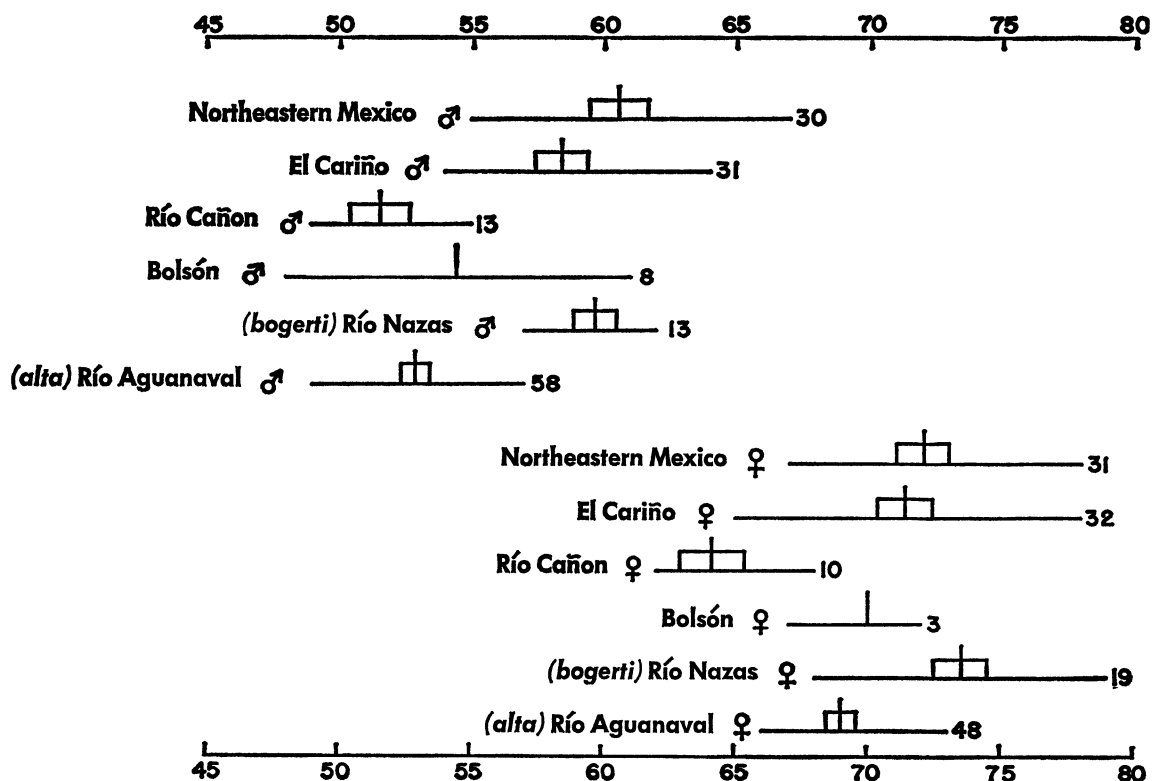 45 50 55 60 65 70 75 80
Northeastern Mexico ♂ 30
El Cariño ♂ 31
Río Cañon ♂ 13
Bolsón ♂ 8
(bogerti) Río Nazas ♂ 13
(alta) Río Aguanaval ♂ 58
Northeastern Mexico ♀ 31
El Cariño ♀ 32
Río Cañon ♀ 10
Bolsón ♀ 3
(bogerti) Río Nazas ♀ 19
(alta) Río Aguanaval ♀ 48
45 50 55 60 65 70 75 80